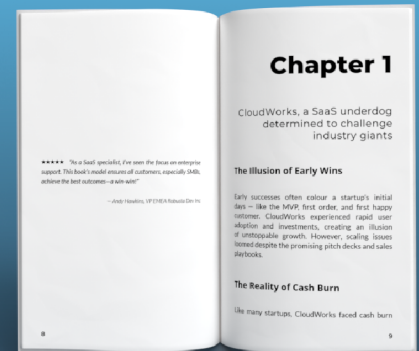 ★★★★★ "As a SaaS specialist, I've seen the focus on enterprise
support. This book's model ensures all customers, especially SMBs,
achieve the best outcomes—a win-win!"
– Andy Hawkins, VP EMEA
8
Chapter 1
CloudWorks, a SaaS underdog
determined to challenge
industry giants
The Illusion of Early Wins
Early successes often colour a startup's initial
days — like the MVP, first order, and first happy
customer. CloudWorks experienced rapid user
adoption and investments, creating an illusion
of unstoppable growth. However, scaling issues
loomed despite the promising pitch decks and sales
playbooks.
The Reality of Cash Burn
Like many startups, CloudWorks faced cash burn
9